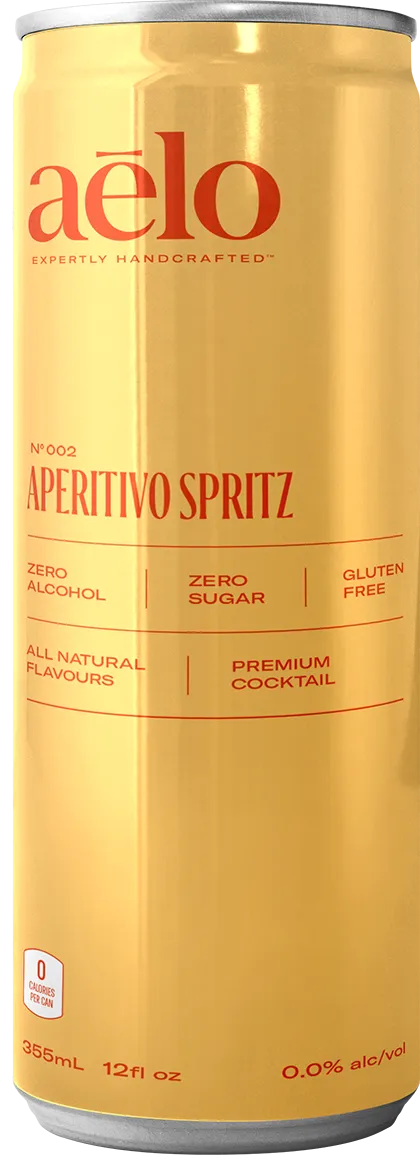 aēlo
EXPERTLY HANDCRAFTED™
Nº 002
APERITIVO SPRITZ
ZERO
ALCOHOL
ZERO
SUGAR
GLUTEN
FREE
ALL NATURAL
FLAVOURS
PREMIUM
COCKTAIL
0
CALORIES
PER CAN
355mL 12fl oz
0.0% alc/vol